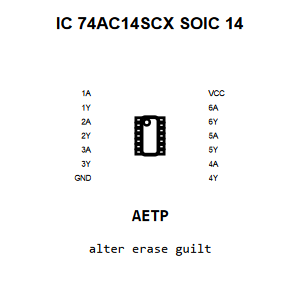 IC 74AC14SCX SOIC 14
1A VCC
1Y 6A
2A 6Y
2Y 5A
3A 5Y
3Y 4A
GND 4Y
AETP
alter erase guilt